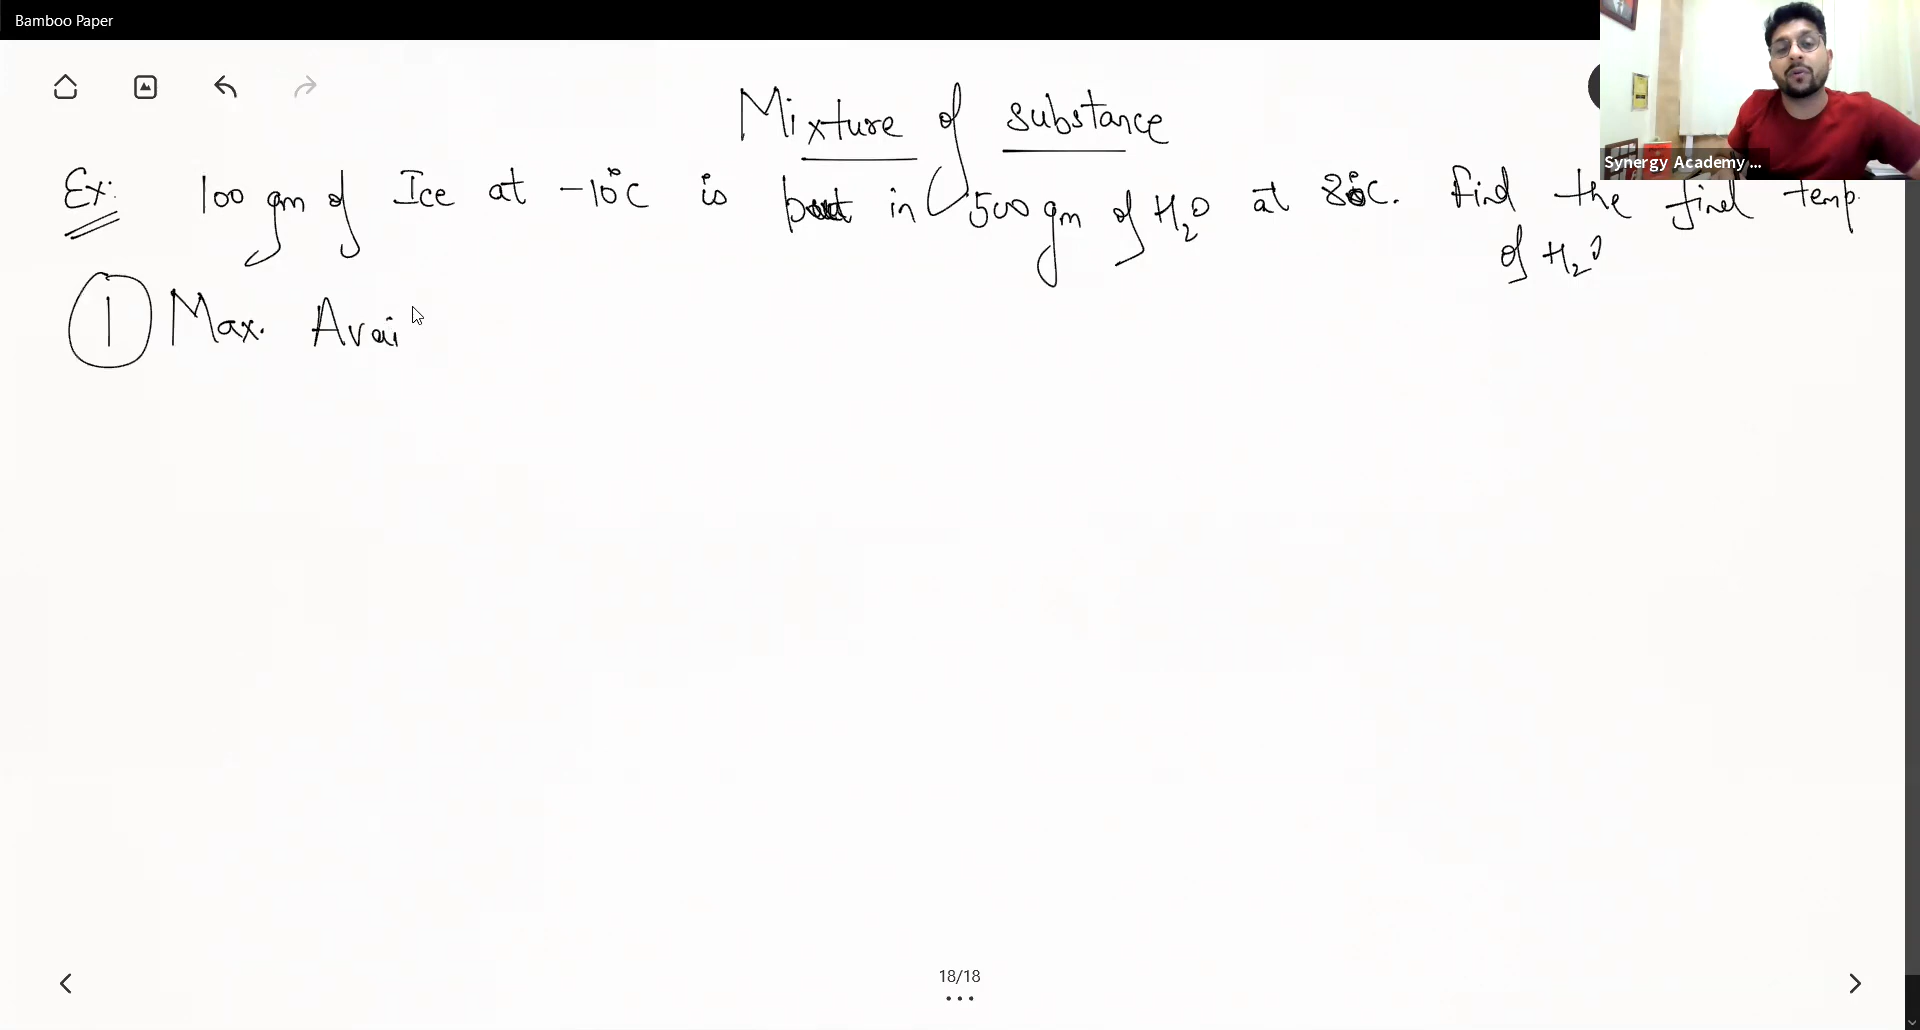 Bamboo Paper
Synergy Academy ...
Mixture of substance
Ex: 100 gm of Ice at -10°C is put in 500 gm of H₂O at 80°C. Find the final temp.
of H₂O
① Max. Avai
18/18